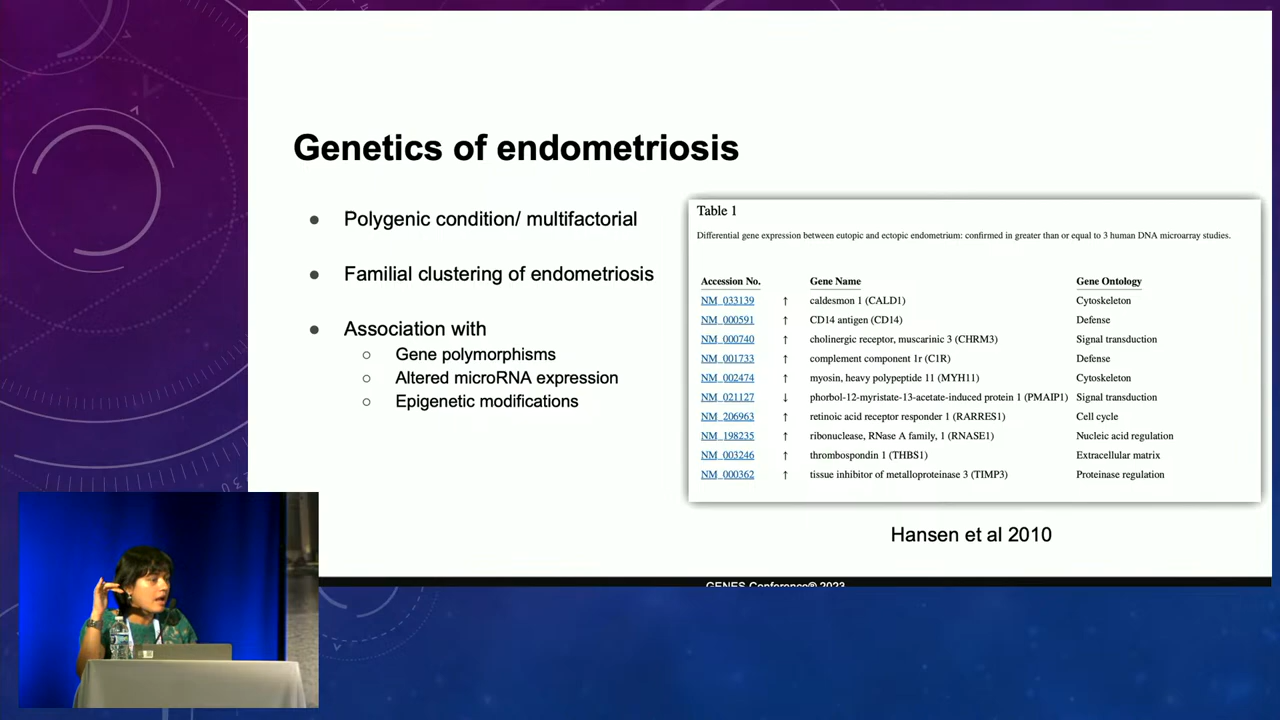 Genetics of endometriosis
● Polygenic condition/ multifactorial
● Familial clustering of endometriosis
● Association with
○ Gene polymorphisms
○ Altered microRNA expression
○ Epigenetic modifications
Table 1
Differential gene expression between eutopic and ectopic endometrium: confirmed in greater than or equal to 3 human DNA microarray studies.
Accession No. Gene Name Gene Ontology
NM_033139 ↑ caldesmon 1 (CALD1) Cytoskeleton
NM_000591 ↑ CD14 antigen (CD14) Defense
NM_000740 ↑ cholinergic receptor, muscarinic 3 (CHRM3) Signal transduction
NM_001733 ↑ complement component 1r (C1R) Defense
NM_002474 ↑ myosin, heavy polypeptide 11 (MYH11) Cytoskeleton
NM_021127 ↓ phorbol-12-myristate-13-acetate-induced protein 1 (PMAIP1) Signal transduction
NM_206963 ↑ retinoic acid receptor responder 1 (RARRES1) Cell cycle
NM_198235 ↑ ribonuclease, RNase A family, 1 (RNASE1) Nucleic acid regulation
NM_003246 ↑ thrombospondin 1 (THBS1) Extracellular matrix
NM_000362 ↑ tissue inhibitor of metalloproteinase 3 (TIMP3) Proteinase regulation
Hansen et al 2010
GENES Conference® 2023